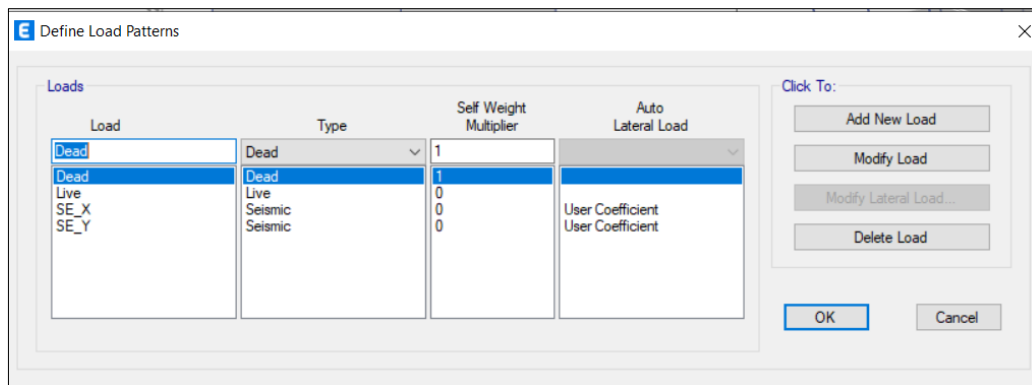 E Define Load Patterns
Loads
Click To:
Load Type Self Weight Multiplier Auto Lateral Load
Dead Dead 1
Dead Dead 1
Live Live 0
SE_X Seismic 0 User Coefficient
SE_Y Seismic 0 User Coefficient
Add New Load
Modify Load
Modify Lateral Load...
Delete Load
OK Cancel